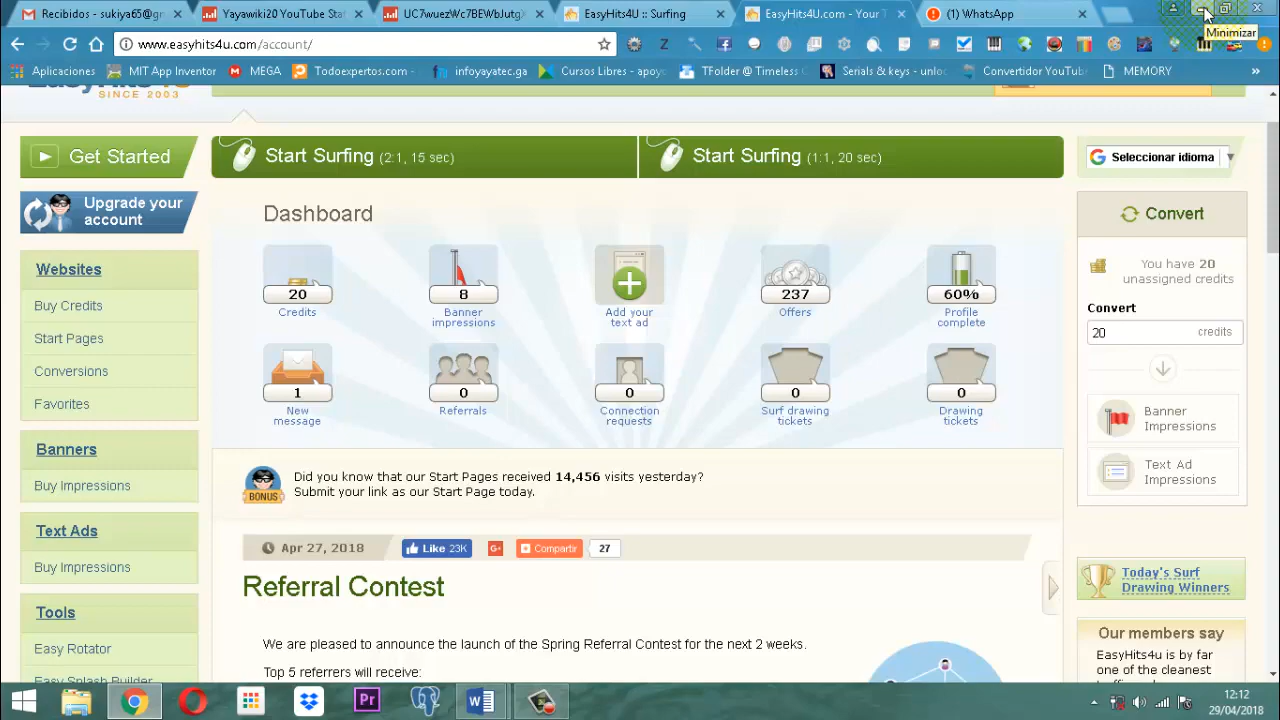 Recibidos - sukiya65@gm
Yayawiki20 YouTube Stat
EasyHits4U :: Surfing
EasyHits4U.com - Your T
(1) WhatsApp
Minimizar
www.easyhits4u.com/account/
Aplicaciones
MIT App Inventor
MEGA
Todoexpertos.com -
infoyayatec.ga
Cursos Libres - apoyo
TFolder @ Timeless
Serials & keys - unloc
Convertidor YouTub
MEMORY
»
SINCE 2003
Get Started
Start Surfing (2:1, 15 sec)
Start Surfing (1:1, 20 sec)
Seleccionar idioma
Upgrade your
account
Dashboard
Convert
You have 20
unassigned credits
Convert
20 credits
Banner
Impressions
Text Ad
Impressions
Websites
Buy Credits
Start Pages
Conversions
Favorites
Banners
Buy Impressions
Text Ads
Buy Impressions
Tools
Easy Rotator
Easy Splash Builder
20
Credits
8
Banner
impressions
Add your
text ad
237
Offers
60%
Profile
complete
1
New
message
0
Referrals
0
Connection
requests
0
Surf drawing
tickets
0
Drawing
tickets
BONUS
Did you know that our Start Pages received 14,456 visits yesterday?
Submit your link as our Start Page today.
Apr 27, 2018
Like 23K
G+
Compartir
27
Referral Contest
We are pleased to announce the launch of the Spring Referral Contest for the next 2 weeks.
Top 5 referrers will receive:
Today's Surf
Drawing Winners
Our members say
EasyHits4u is by far
one of the cleanest
Pr
12:12
29/04/2018